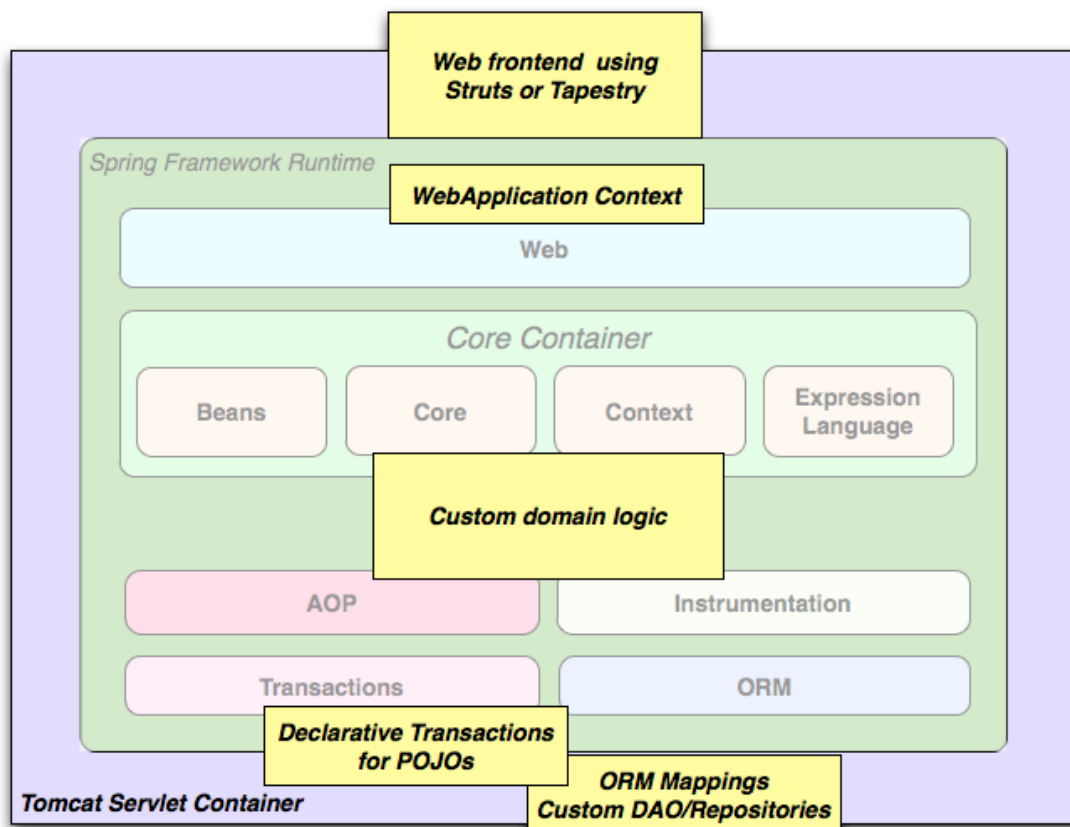 Web frontend using
Struts or Tapestry
Spring Framework Runtime
WebApplication Context
Web
Core Container
Beans
Core
Context
Expression
Language
Custom domain logic
AOP
Instrumentation
Transactions
ORM
Declarative Transactions
for POJOs
ORM Mappings
Custom DAO/Repositories
Tomcat Servlet Container